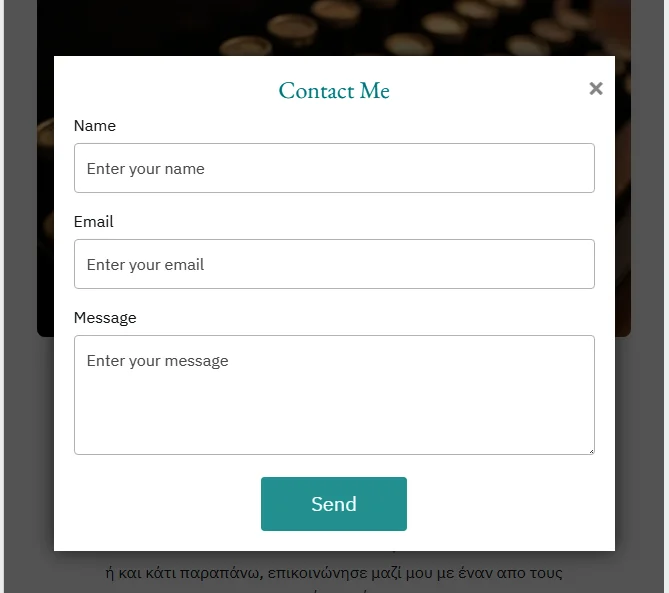 Contact Me
×
Name
Enter your name
Email
Enter your email
Message
Enter your message
Send
ή και κάτι παραπάνω, επικοινώνησε μαζί μου με έναν απο τους